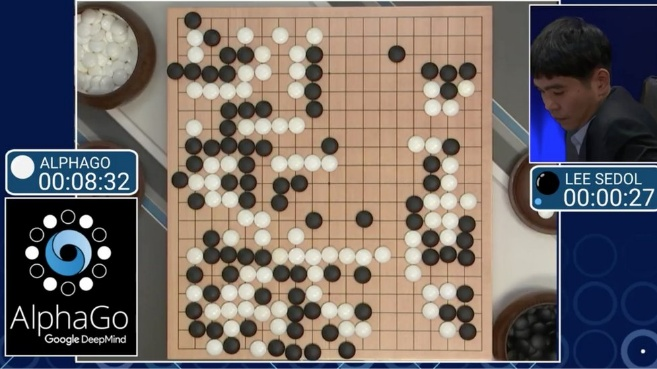 ALPHAGO
00:08:32
LEE SEDOL
00:00:27
AlphaGo
Google DeepMind